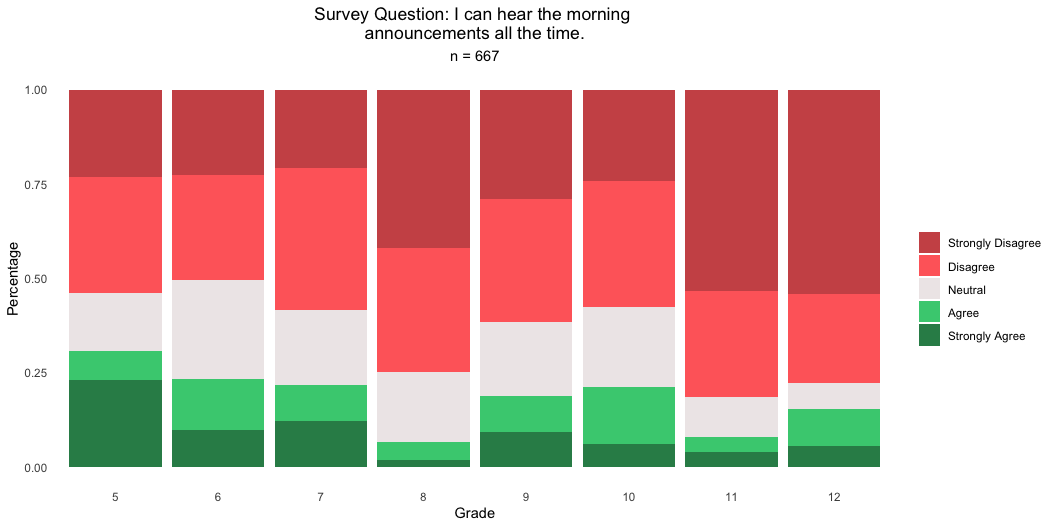 Survey Question: I can hear the morning
announcements all the time.
n = 667
1.00
0.75
0.50
0.25
0.00
Percentage
5 6 7 8 9 10 11 12
Grade
Strongly Disagree
Disagree
Neutral
Agree
Strongly Agree